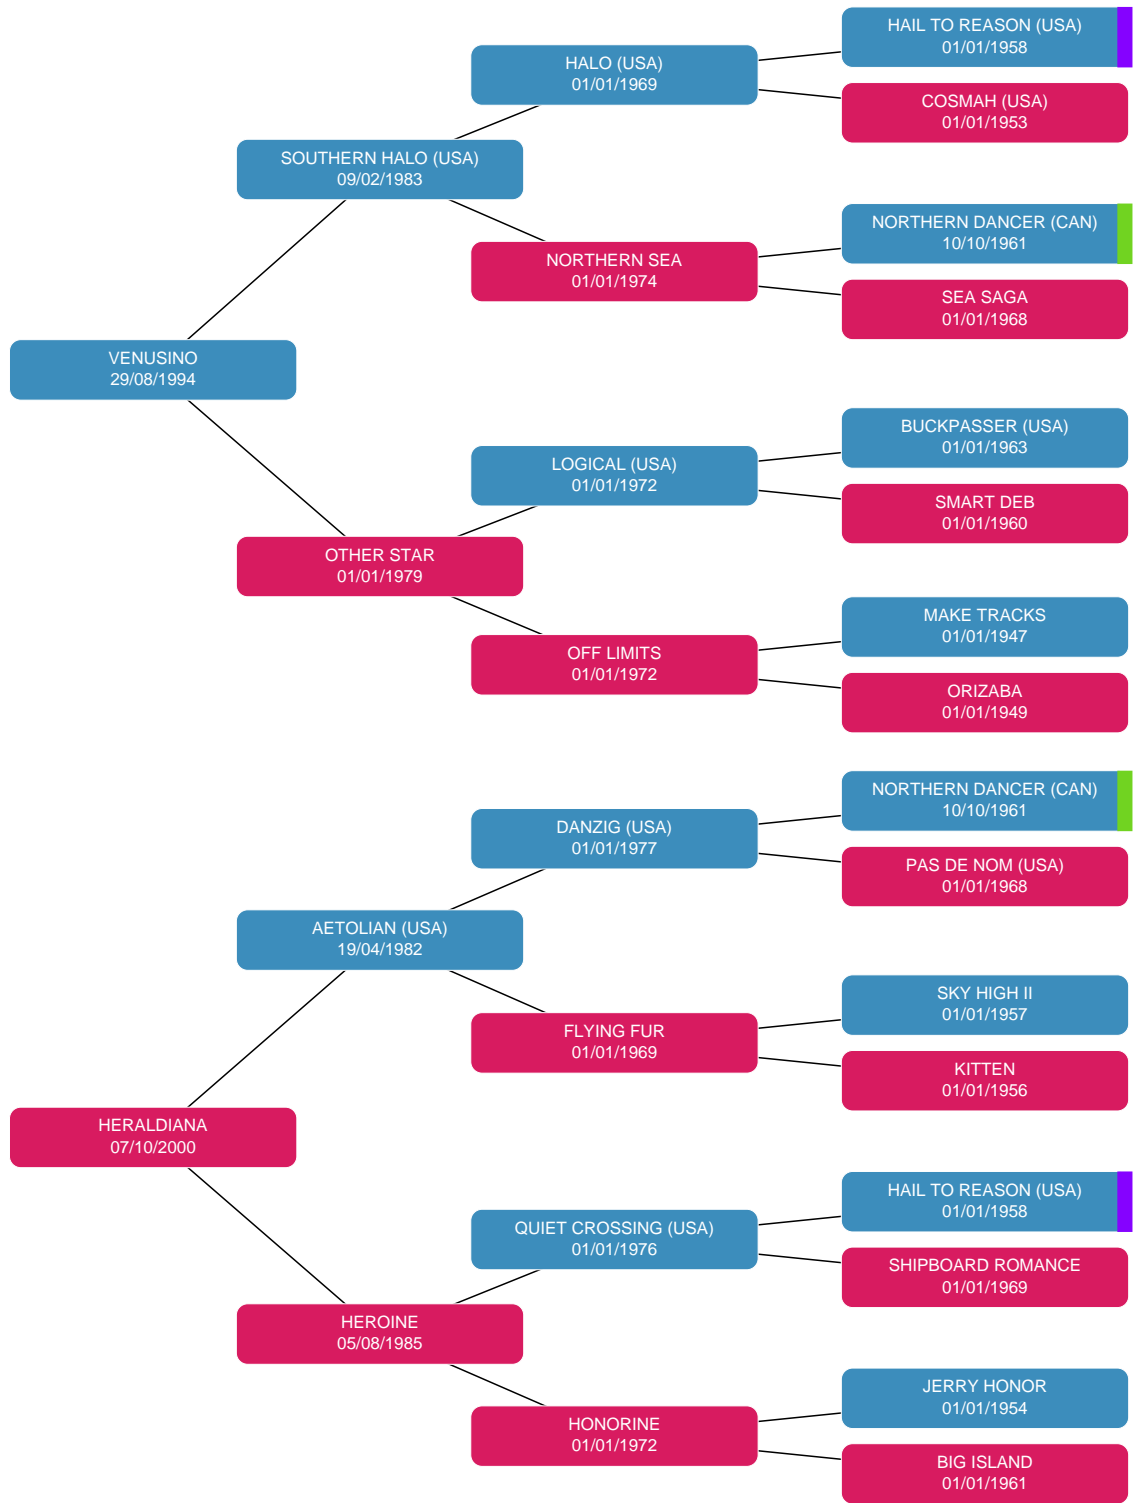 HAIL TO REASON (USA)
01/01/1958
HALO (USA)
01/01/1969
COSMAH (USA)
01/01/1953
SOUTHERN HALO (USA)
09/02/1983
NORTHERN DANCER (CAN)
10/10/1961
NORTHERN SEA
01/01/1974
SEA SAGA
01/01/1968
VENUSINO
29/08/1994
BUCKPASSER (USA)
01/01/1963
LOGICAL (USA)
01/01/1972
SMART DEB
01/01/1960
OTHER STAR
01/01/1979
MAKE TRACKS
01/01/1947
OFF LIMITS
01/01/1972
ORIZABA
01/01/1949
NORTHERN DANCER (CAN)
10/10/1961
DANZIG (USA)
01/01/1977
PAS DE NOM (USA)
01/01/1968
AETOLIAN (USA)
19/04/1982
SKY HIGH II
01/01/1957
FLYING FUR
01/01/1969
KITTEN
01/01/1956
HERALDIANA
07/10/2000
HAIL TO REASON (USA)
01/01/1958
QUIET CROSSING (USA)
01/01/1976
SHIPBOARD ROMANCE
01/01/1969
HEROINE
05/08/1985
JERRY HONOR
01/01/1954
HONORINE
01/01/1972
BIG ISLAND
01/01/1961